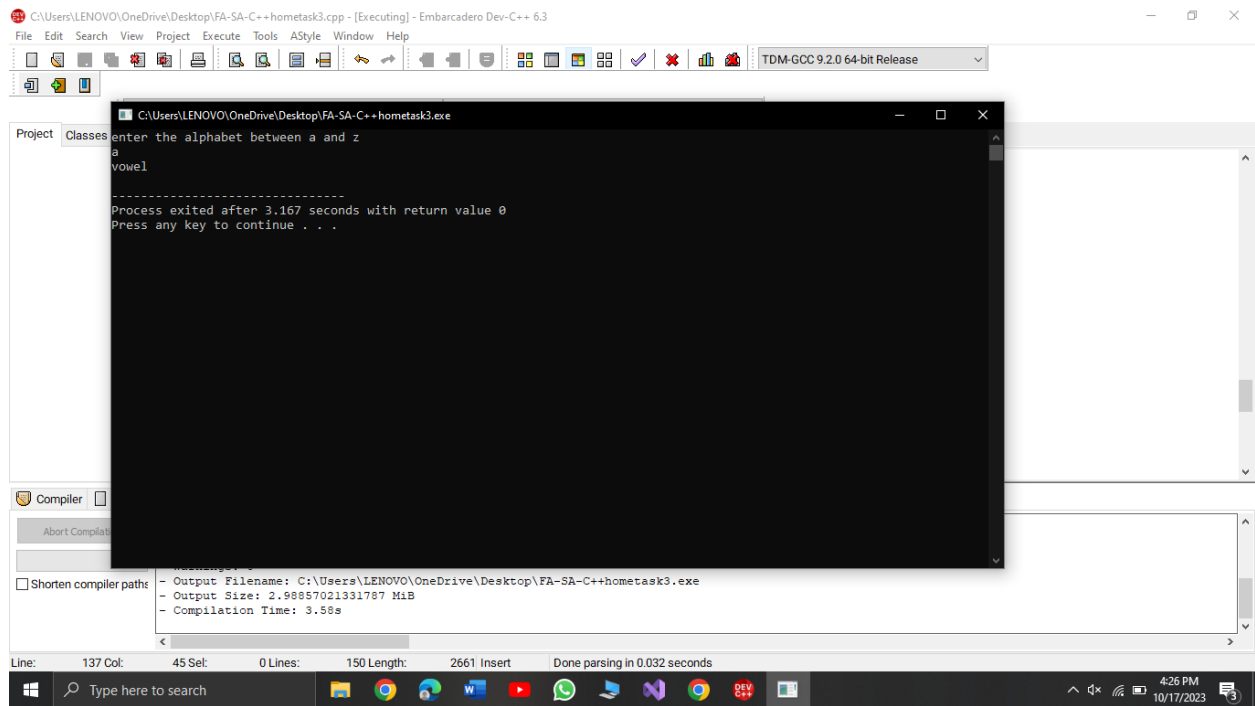 C:\Users\LENOVO\OneDrive\Desktop\FA-SA-C++hometask3.cpp - [Executing] - Embarcadero Dev-C++ 6.3
File Edit Search View Project Execute Tools AStyle Window Help
TDM-GCC 9.2.0 64-bit Release
C:\Users\LENOVO\OneDrive\Desktop\FA-SA-C++hometask3.exe
Project Classes
enter the alphabet between a and z
a
vowel
--------------------------------
Process exited after 3.167 seconds with return value 0
Press any key to continue . . .
Compiler
Abort Compilati
Shorten compiler paths
- Output Filename: C:\Users\LENOVO\OneDrive\Desktop\FA-SA-C++hometask3.exe
- Output Size: 2.98857021331787 MiB
- Compilation Time: 3.58s
Line: 137 Col: 45 Sel: 0 Lines: 150 Length: 2661 Insert Done parsing in 0.032 seconds
Type here to search
4:26 PM
10/17/2023
3